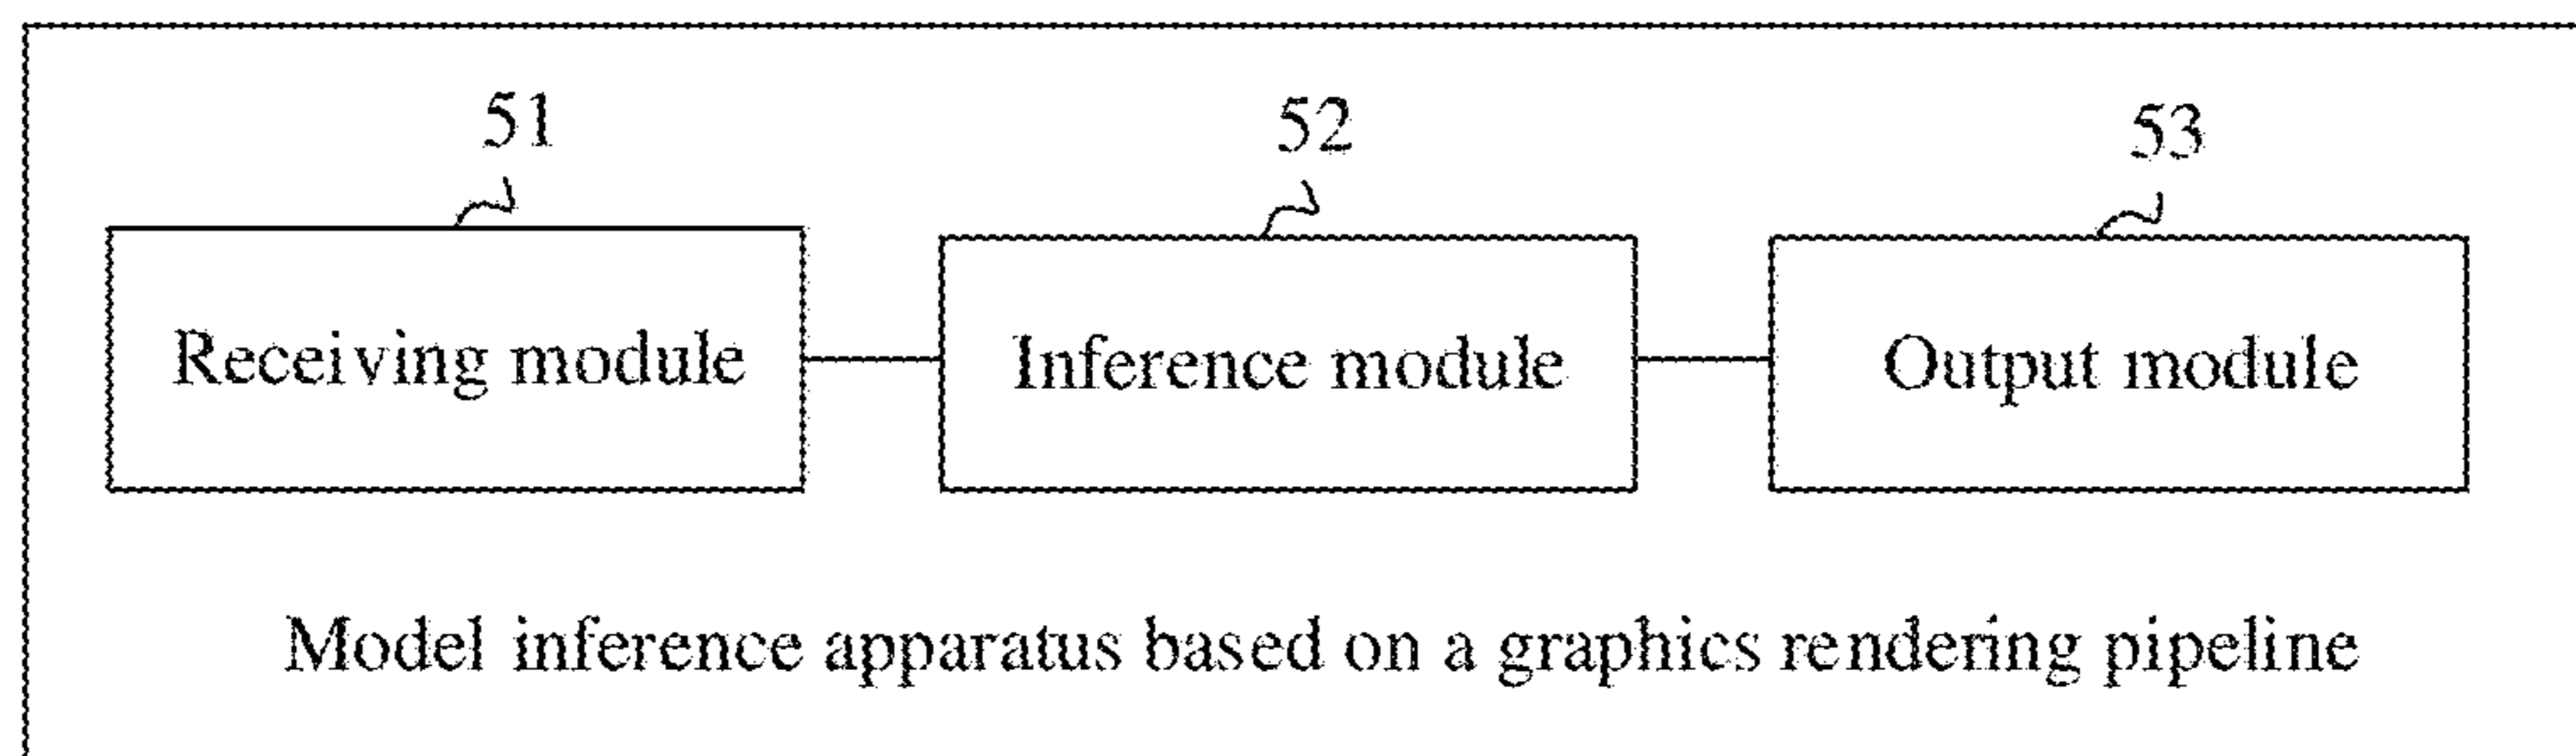 51 52 53
Receiving module Inference module Output module
Model inference apparatus based on a graphics rendering pipeline